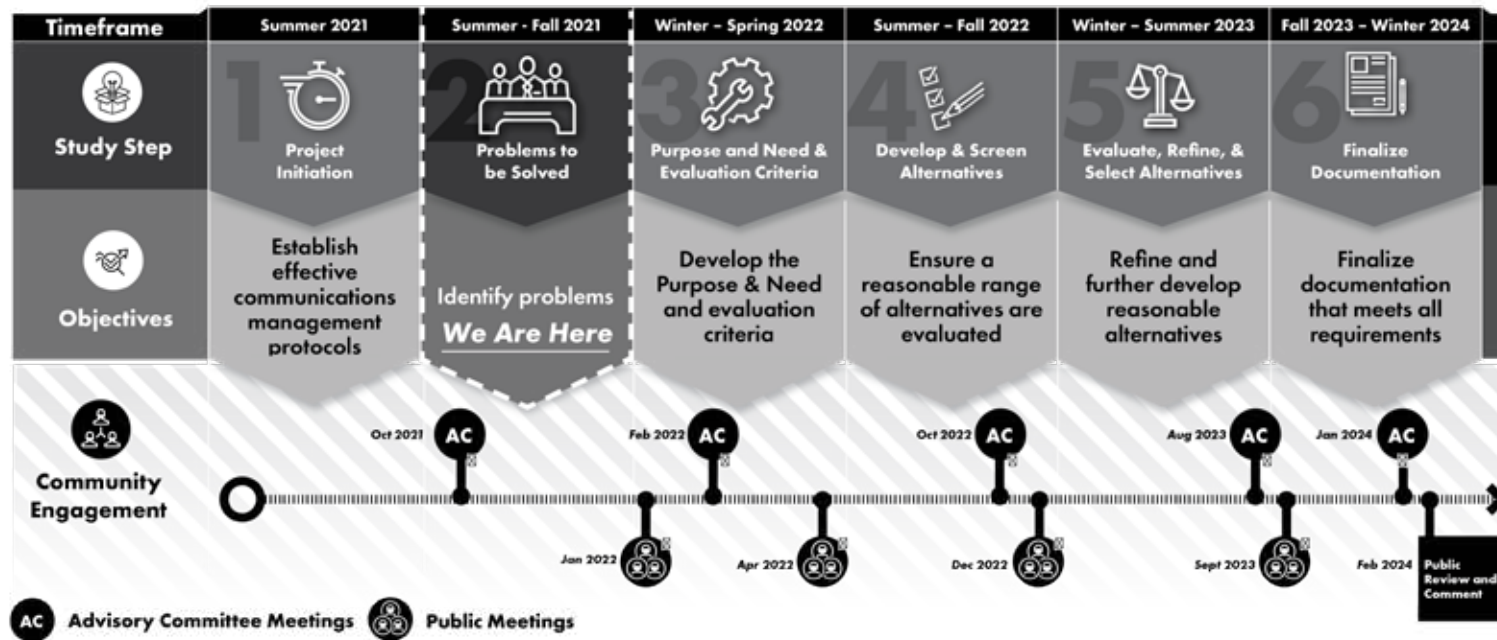 Timeframe
Summer 2021
Summer - Fall 2021
Winter – Spring 2022
Summer – Fall 2022
Winter – Summer 2023
Fall 2023 – Winter 2024
Study Step
1
Project
Initiation
2
Problems to
be Solved
3
Purpose and Need &
Evaluation Criteria
4
Develop & Screen
Alternatives
5
Evaluate, Refine, &
Select Alternatives
6
Finalize
Documentation
Objectives
Establish
effective
communications
management
protocols
Identify problems
We Are Here
Develop the
Purpose & Need
and evaluation
criteria
Ensure a
reasonable range
of alternatives are
evaluated
Refine and
further develop
reasonable
alternatives
Finalize
documentation
that meets all
requirements
Community
Engagement
Oct 2021
AC
Feb 2022
AC
Oct 2022
AC
Aug 2023
AC
Jan 2024
AC
Jan 2022
Apr 2022
Dec 2022
Sept 2023
Feb 2024
Public
Review and
Comment
AC
Advisory Committee Meetings
Public Meetings